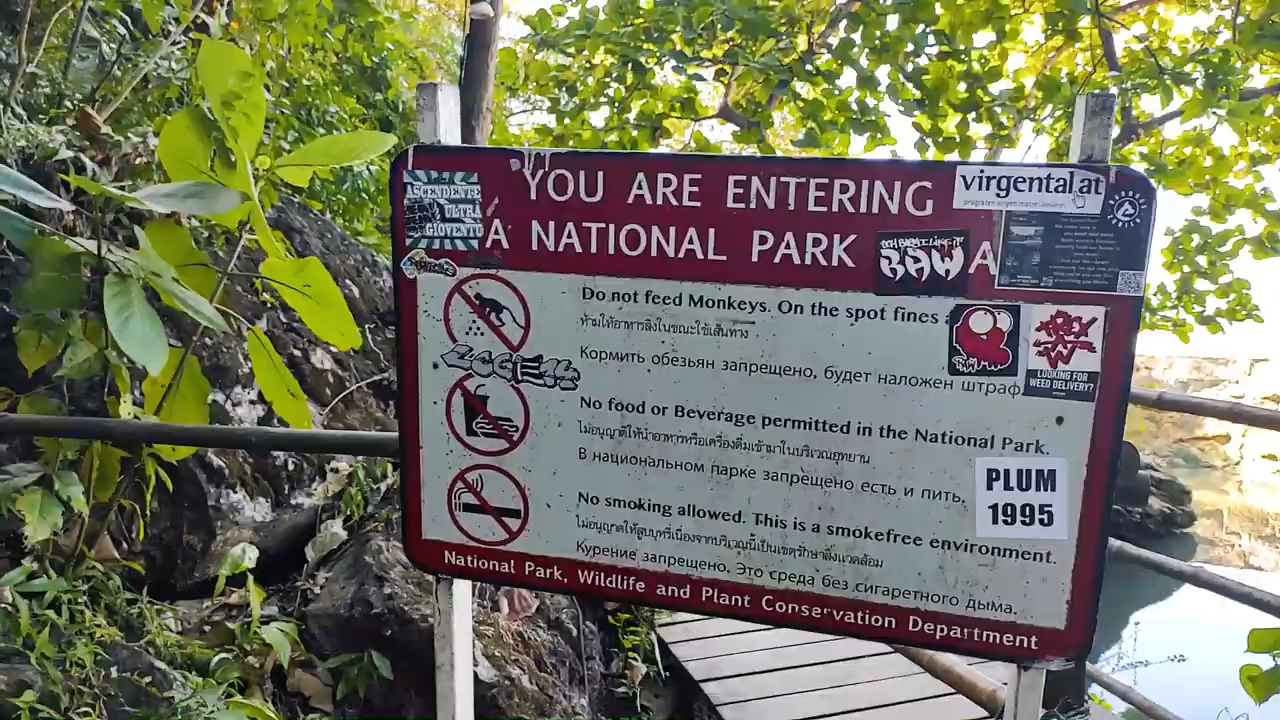 YOU ARE ENTERING
A NATIONAL PARK
A
ASCENDENTE
ULTRA
GIOVENTÙ
virgental.at
OOH BABY I LIKE IT
RAW
Do not feed Monkeys. On the spot fines
ห้ามให้อาหารลิงในขณะใช้เส้นทาง
Кормить обезьян запрещено, будет наложен штраф
LOOKING FOR
WEED DELIVERY?
No food or Beverage permitted in the National Park.
ไม่อนุญาติให้นำอาหารหรือเครื่องดื่มเข้ามาในบริเวณอุทยาน
В национальном парке запрещено есть и пить.
PLUM
1995
No smoking allowed. This is a smokefree environment.
ไม่อนุญาตให้สูบบุหรี่เนื่องจากบริเวณนี้เป็นเขตรักษาสิ่งแวดล้อม
Курение запрещено. Это среда без сигаретного дыма.
National Park, Wildlife and Plant Conservation Department